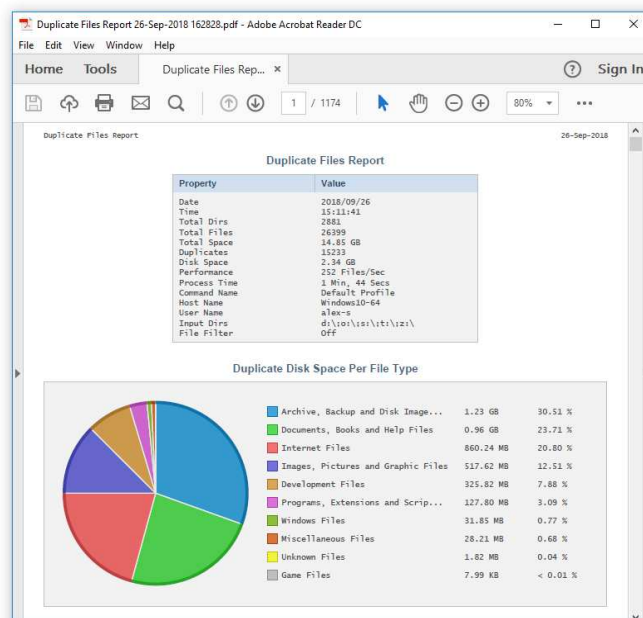 Duplicate Files Report 26-Sep-2018 162828.pdf - Adobe Acrobat Reader DC
File Edit View Window Help
Home Tools Duplicate Files Rep... × ? Sign In
1 / 1174 80%
Duplicate Files Report 26-Sep-2018
Duplicate Files Report
Property Value
Date 2018/09/26
Time 15:11:41
Total Dirs 2881
Total Files 26399
Total Space 14.85 GB
Duplicates 15233
Disk Space 2.34 GB
Performance 252 Files/Sec
Process Time 1 Min, 44 Secs
Command Name Default Profile
Host Name Windows10-64
User Name alex-s
Input Dirs d:\;o:\;s:\;t:\;z:\
File Filter Off
Duplicate Disk Space Per File Type
Archive, Backup and Disk Image... 1.23 GB 30.51 %
Documents, Books and Help Files 0.96 GB 23.71 %
Internet Files 860.24 MB 20.80 %
Images, Pictures and Graphic Files 517.62 MB 12.51 %
Development Files 325.82 MB 7.88 %
Programs, Extensions and Scrip... 127.80 MB 3.09 %
Windows Files 31.85 MB 0.77 %
Miscellaneous Files 28.21 MB 0.68 %
Unknown Files 1.82 MB 0.04 %
Game Files 7.99 KB < 0.01 %